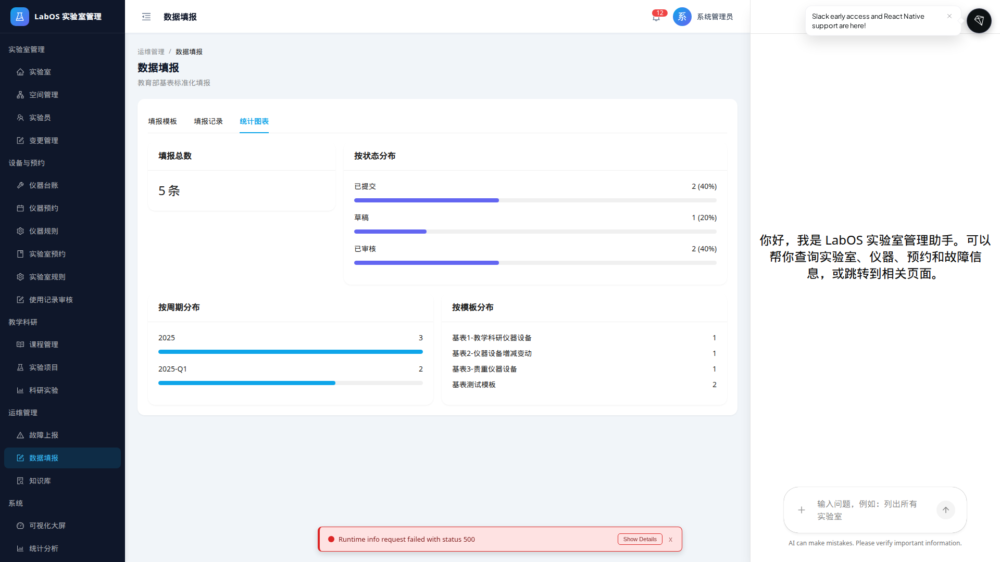 LabOS 实验室管理
实验室管理
实验室
空间管理
实验员
变更管理
设备与预约
仪器台账
仪器预约
仪器规则
实验室预约
实验室规则
使用记录审核
教学科研
课程管理
实验项目
科研实验
运维管理
故障上报
数据填报
知识库
系统
可视化大屏
统计分析
数据填报
12
系
系统管理员
运维管理 / 数据填报
数据填报
教育部基表标准化填报
填报模板
填报记录
统计图表
填报总数
5 条
按状态分布
已提交
2 (40%)
草稿
1 (20%)
已审核
2 (40%)
按周期分布
2025
3
2025-Q1
2
按模板分布
基表1-教学科研仪器设备
1
基表2-仪器设备增减变动
1
基表3-贵重仪器设备
1
基表测试模板
2
Runtime info request failed with status 500
Show Details
X
Slack early access and React Native
support are here!
你好，我是 LabOS 实验室管理助手。可以
帮你查询实验室、仪器、预约和故障信
息，或跳转到相关页面。
输入问题，例如：列出所有
实验室
AI can make mistakes. Please verify important information.